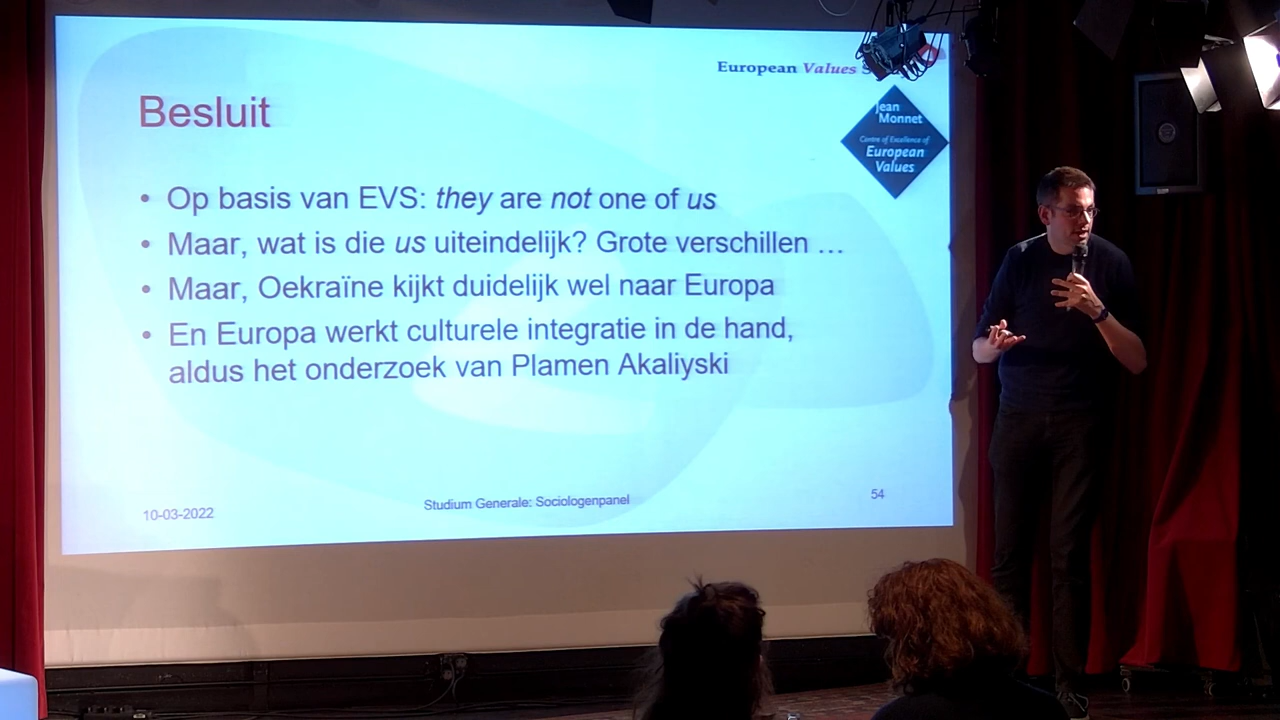 European Values
Jean
Monnet
Centre of Excellence of
European
Values
Besluit
• Op basis van EVS: they are not one of us
• Maar, wat is die us uiteindelijk? Grote verschillen …
• Maar, Oekraïne kijkt duidelijk wel naar Europa
• En Europa werkt culturele integratie in de hand,
aldus het onderzoek van Plamen Akaliyski
10-03-2022
Studium Generale: Sociologenpanel
54